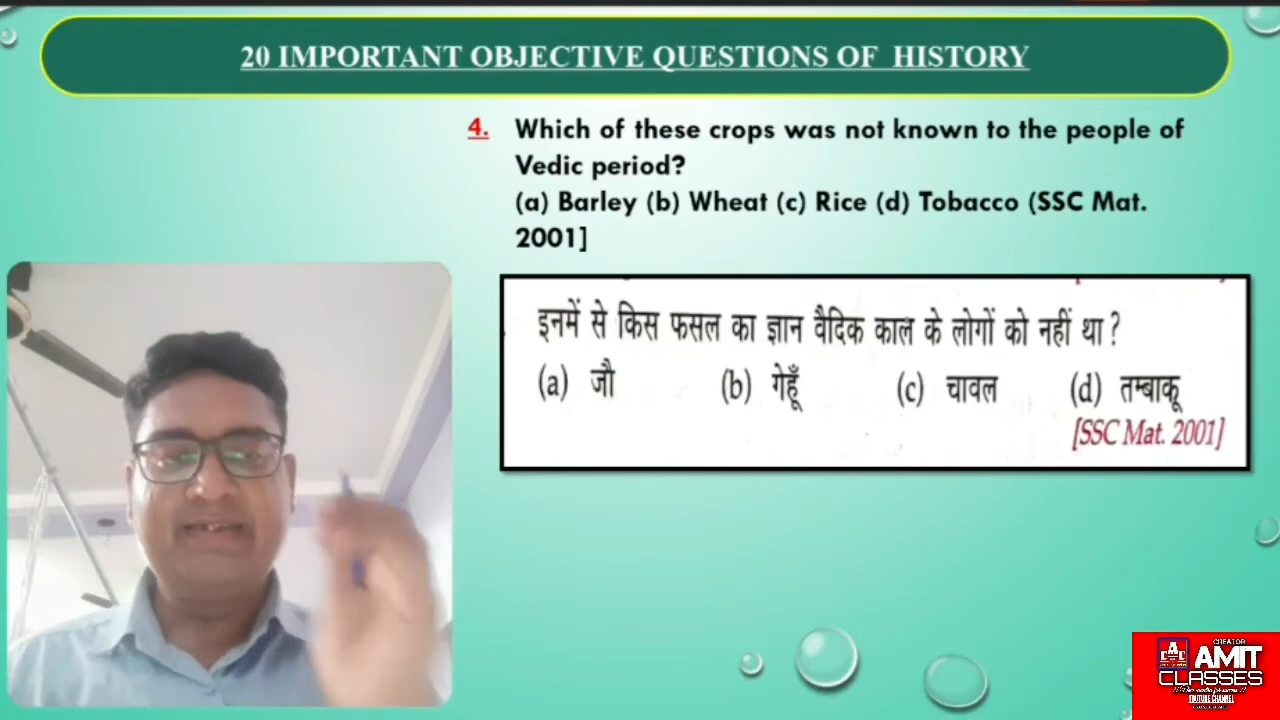 20 IMPORTANT OBJECTIVE QUESTIONS OF HISTORY
4. Which of these crops was not known to the people of
Vedic period?
(a) Barley (b) Wheat (c) Rice (d) Tobacco (SSC Mat.
2001]
इनमें से किस फसल का ज्ञान वैदिक काल के लोगों को नहीं था ?
(a) जौ (b) गेहूँ (c) चावल (d) तम्बाकू
[SSC Mat. 2001]
CREATOR
AMIT
CLASSES
YOUTUBE CHANNEL